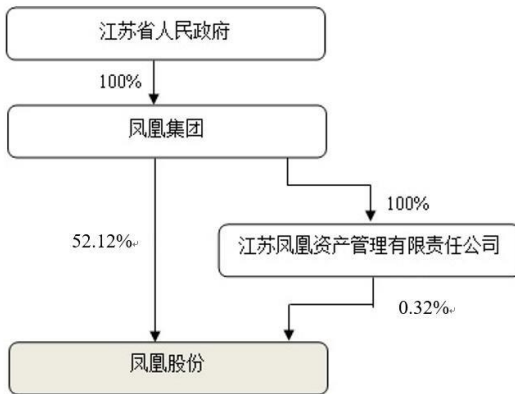 江苏省人民政府
100%
凤凰集团
100%
52.12%
江苏凤凰资产管理有限责任公司
0.32%
凤凰股份